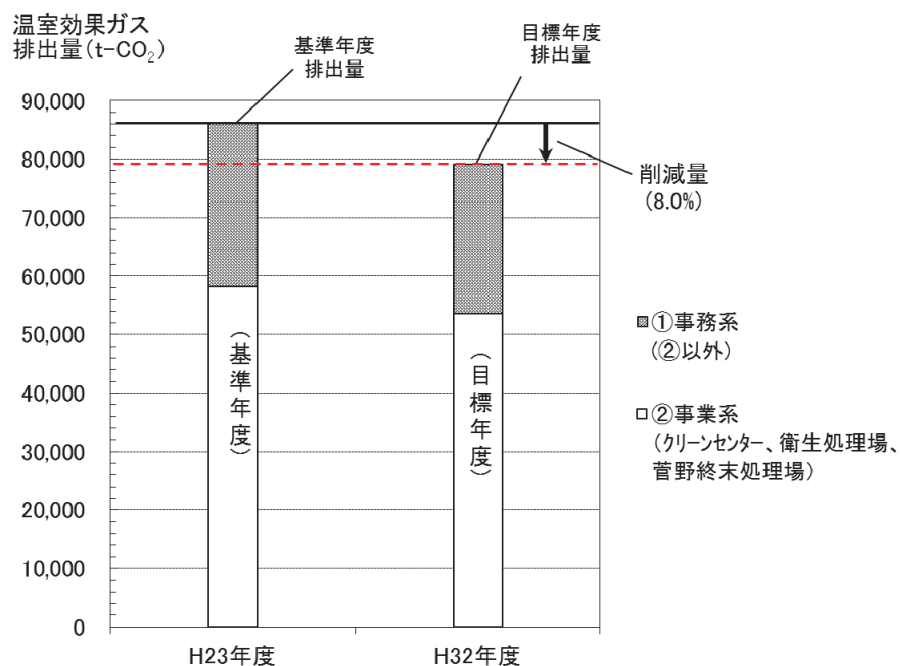 温室効果ガス
排出量(t-CO₂)
基準年度
排出量
目標年度
排出量
90,000
80,000
70,000
60,000
50,000
40,000
30,000
20,000
10,000
0
(基準年度)
(目標年度)
削減量
(8.0%)
①事務系
(②以外)
②事業系
(クリーンセンター、衛生処理場、
菅野終末処理場)
H23年度
H32年度